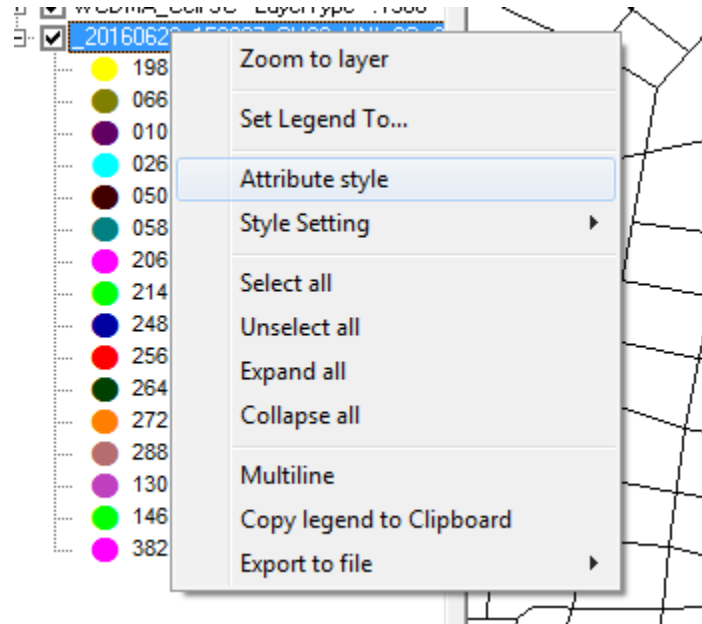 Zoom to layer
198
066
Set Legend To...
010
026
Attribute style
050
058
Style Setting
206
214
Select all
248
Unselect all
256
264
Expand all
272
Collapse all
288
130
Multiline
146
Copy legend to Clipboard
382
Export to file